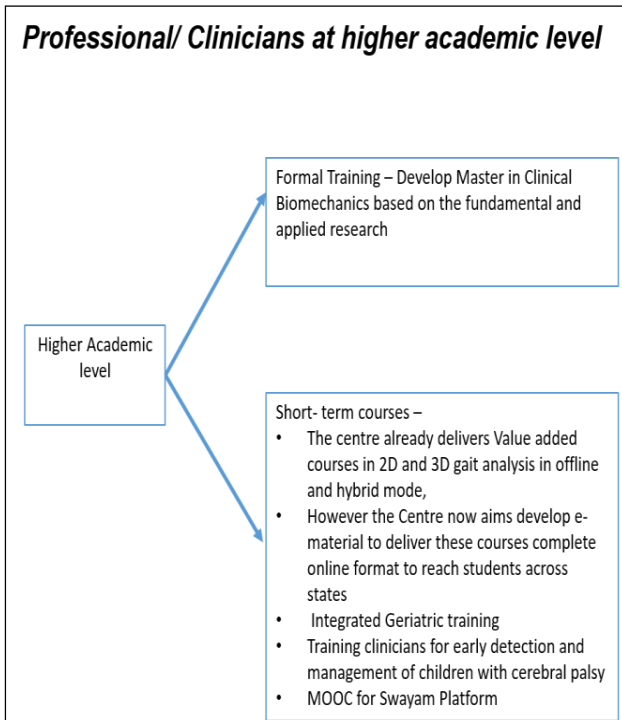 Professional/ Clinicians at higher academic level
Formal Training – Develop Master in Clinical
Biomechanics based on the fundamental and
applied research
Higher Academic
level
Short- term courses –
• The centre already delivers Value added
courses in 2D and 3D gait analysis in offline
and hybrid mode,
• However the Centre now aims develop e-
material to deliver these courses complete
online format to reach students across
states
• Integrated Geriatric training
• Training clinicians for early detection and
management of children with cerebral palsy
• MOOC for Swayam Platform